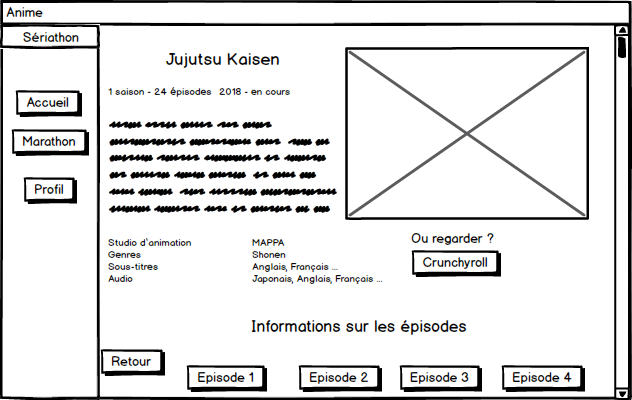 Anime
Sériathon
Accueil
Marathon
Profil
Jujutsu Kaisen
1 saison - 24 épisodes 2018 - en cours
Studio d'animation MAPPA
Genres Shonen
Sous-titres Anglais, Français ...
Audio Japonais, Anglais, Français ...
Ou regarder ?
Crunchyroll
Informations sur les épisodes
Retour
Episode 1 Episode 2 Episode 3 Episode 4